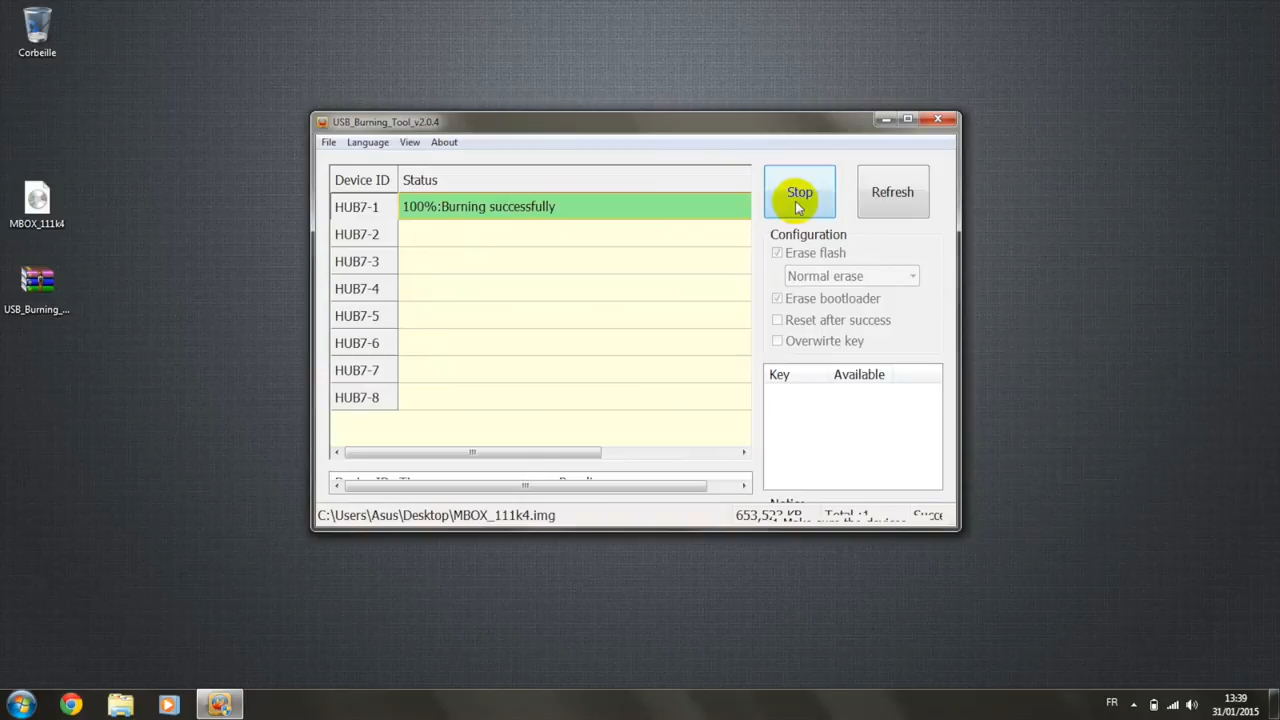 Corbeille
MBOX_111k4
USB_Burning_...
USB_Burning_Tool_v2.0.4
File Language View About
Device ID Status
HUB7-1 100%:Burning successfully
HUB7-2
HUB7-3
HUB7-4
HUB7-5
HUB7-6
HUB7-7
HUB7-8
Stop Refresh
Configuration
Erase flash
Normal erase
Erase bootloader
Reset after success
Overwirte key
Key Available
C:\Users\Asus\Desktop\MBOX_111k4.img
Total :1 Succe
FR
13:39
31/01/2015